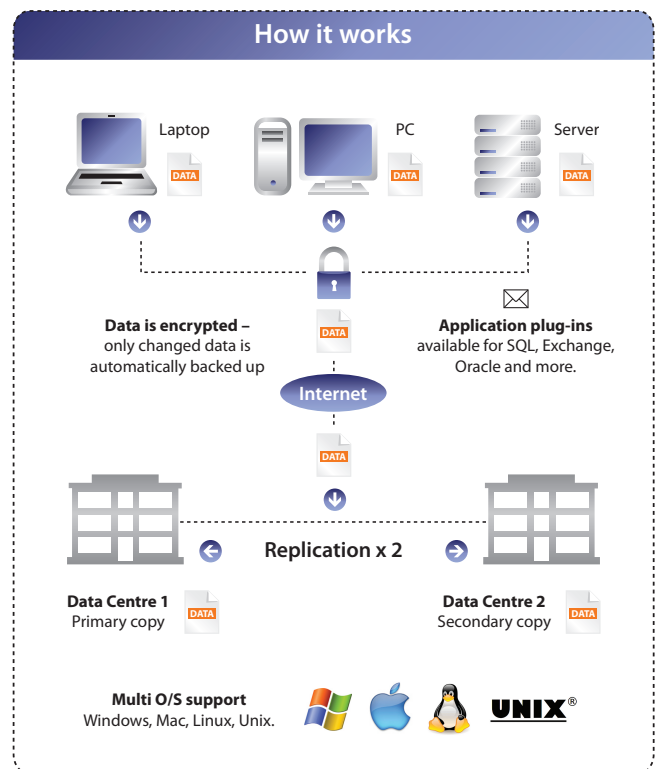 How it works
Laptop
DATA
PC
DATA
Server
DATA
Data is encrypted –
only changed data is
automatically backed up
DATA
Application plug-ins
available for SQL, Exchange,
Oracle and more.
Internet
DATA
Replication x 2
Data Centre 1
Primary copy
DATA
Data Centre 2
Secondary copy
DATA
Multi O/S support
Windows, Mac, Linux, Unix.
UNIX®